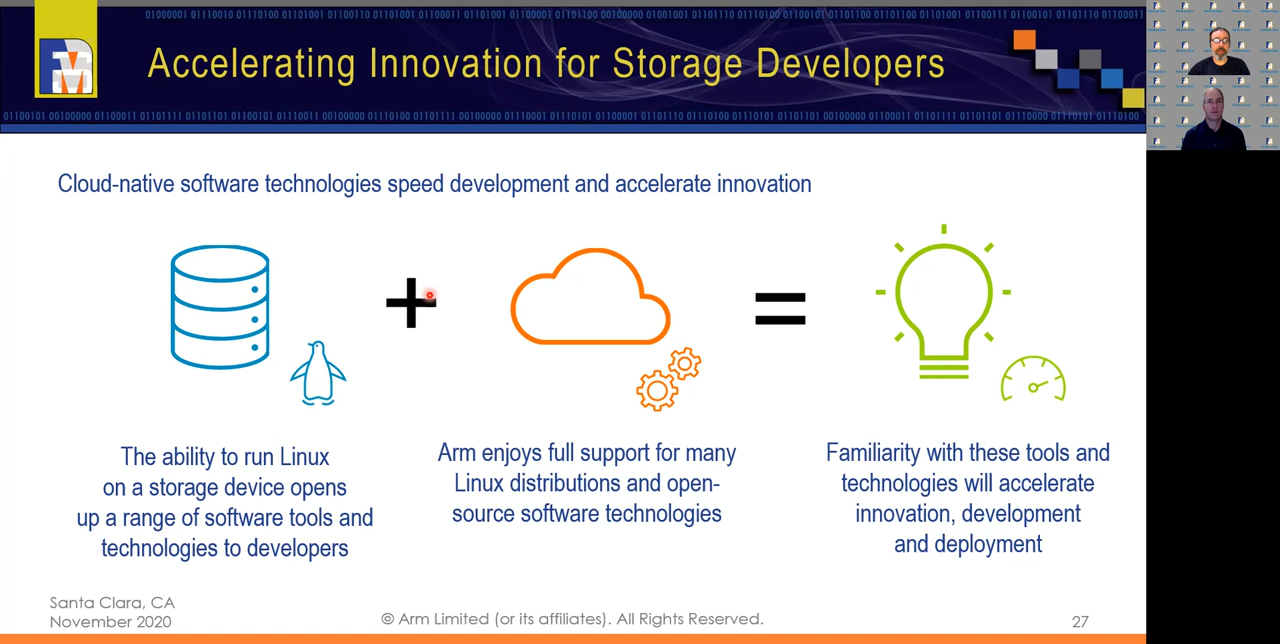 Accelerating Innovation for Storage Developers
Cloud-native software technologies speed development and accelerate innovation
The ability to run Linux
on a storage device opens
up a range of software tools and
technologies to developers
Arm enjoys full support for many
Linux distributions and open-
source software technologies
Familiarity with these tools and
technologies will accelerate
innovation, development
and deployment
Santa Clara, CA
November 2020
© Arm Limited (or its affiliates). All Rights Reserved.
27